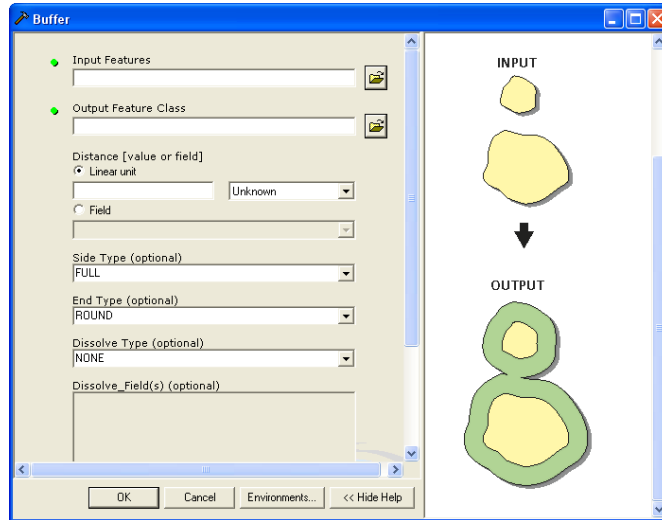 Buffer
Input Features
Output Feature Class
Distance [value or field]
Linear unit
Unknown
Field
Side Type (optional)
FULL
End Type (optional)
ROUND
Dissolve Type (optional)
NONE
Dissolve_Field(s) (optional)
OK
Cancel
Environments...
<< Hide Help
INPUT
OUTPUT